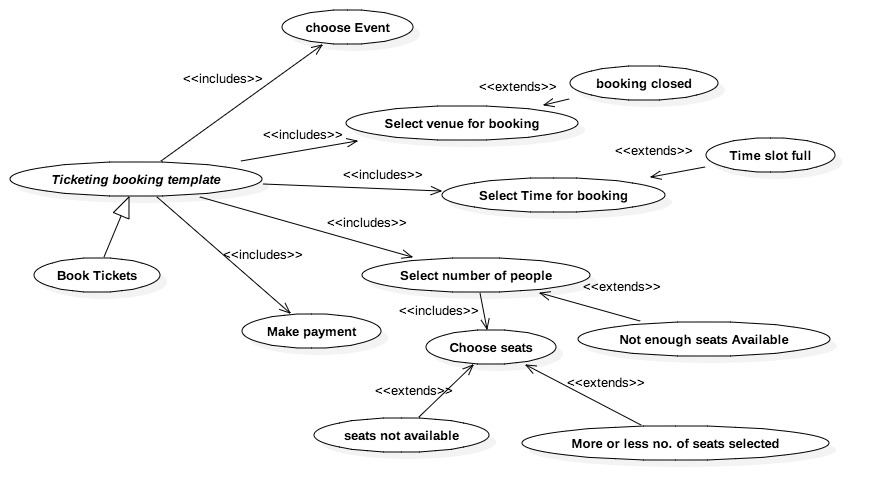 choose Event
<<includes>>
<<extends>>
booking closed
Select venue for booking
<<includes>>
<<extends>>
Time slot full
Ticketing booking template
<<includes>>
Select Time for booking
<<includes>>
<<includes>>
Book Tickets
Select number of people
<<extends>>
<<includes>>
Make payment
Not enough seats Available
Choose seats
<<extends>>
<<extends>>
seats not available
More or less no. of seats selected